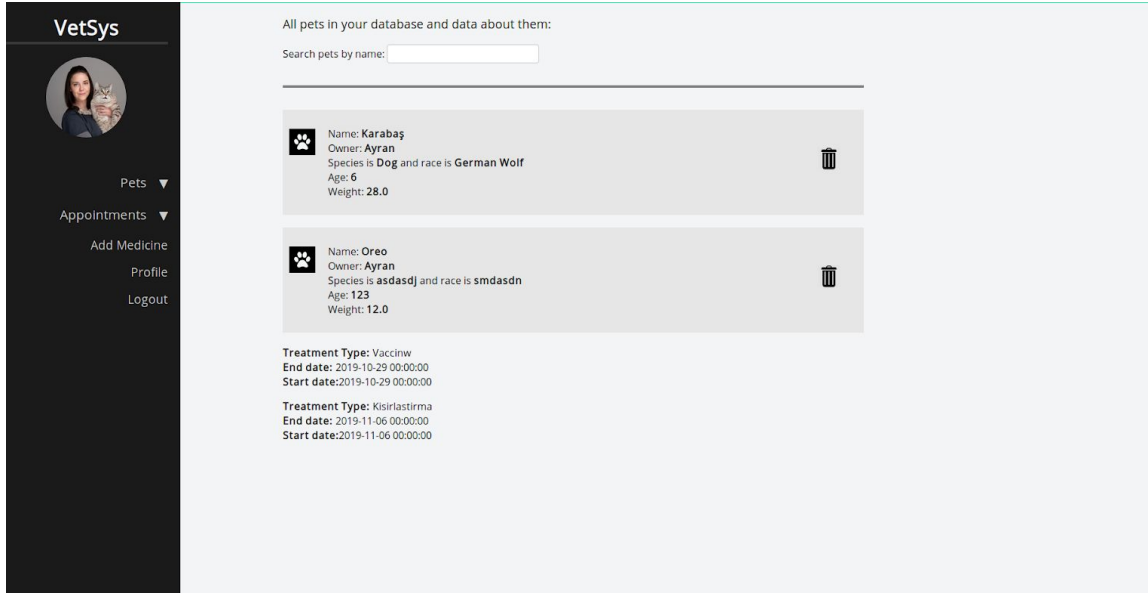 VetSys
Pets ▼
Appointments ▼
Add Medicine
Profile
Logout
All pets in your database and data about them:
Search pets by name:
Name: Karabaş
Owner: Ayran
Species is Dog and race is German Wolf
Age: 6
Weight: 28.0
Name: Oreo
Owner: Ayran
Species is asdasdj and race is smdasdn
Age: 123
Weight: 12.0
Treatment Type: Vaccinw
End date: 2019-10-29 00:00:00
Start date:2019-10-29 00:00:00
Treatment Type: Kisirlastirma
End date: 2019-11-06 00:00:00
Start date:2019-11-06 00:00:00